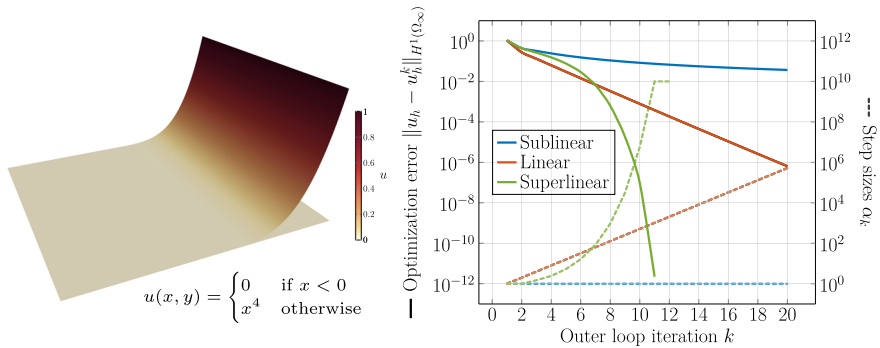 1
0.8
0.6
0.4
0.2
0
u
u(x, y) = { 0 if x < 0
x⁴ otherwise
Optimization error ‖u_h − u_h^k‖_{H¹(Ω_∞)}
10⁰
10⁻²
10⁻⁴
10⁻⁶
10⁻⁸
10⁻¹⁰
10⁻¹²
Sublinear
Linear
Superlinear
0 2 4 6 8 10 12 14 16 18 20
Outer loop iteration k
10¹²
10¹⁰
10⁸
10⁶
10⁴
10²
10⁰
Step sizes α_k